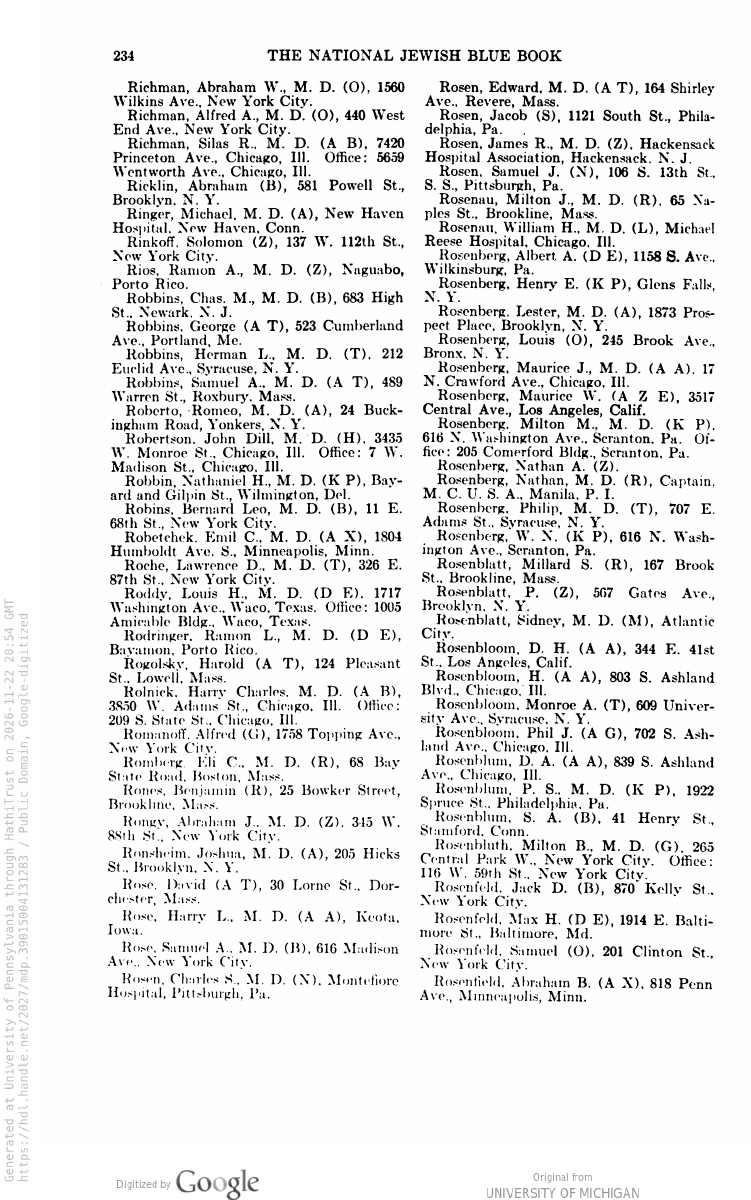 234
THE NATIONAL JEWISH BLUE BOOK
Richman, Abraham W., M. D. (O), 1560
Wilkins Ave., New York City.
Richman, Alfred A., M. D. (O), 440 West
End Ave., New York City.
Richman, Silas R., M. D. (A B), 7420
Princeton Ave., Chicago, Ill. Office: 5659
Wentworth Ave., Chicago, Ill.
Ricklin, Abraham (B), 581 Powell St.,
Brooklyn, N. Y.
Ringer, Michael, M. D. (A), New Haven
Hospital, New Haven, Conn.
Rinkoff, Solomon (Z), 137 W. 112th St.,
New York City.
Rios, Ramon A., M. D. (Z), Naguabo,
Porto Rico.
Robbins, Chas. M., M. D. (B), 683 High
St., Newark, N. J.
Robbins, George (A T), 523 Cumberland
Ave., Portland, Me.
Robbins, Herman L., M. D. (T), 212
Euclid Ave., Syracuse, N. Y.
Robbins, Samuel A., M. D. (A T), 489
Warren St., Roxbury, Mass.
Roberto, Romeo, M. D. (A), 24 Buck-
ingham Road, Yonkers, N. Y.
Robertson, John Dill, M. D. (H), 3435
W. Monroe St., Chicago, Ill. Office: 7 W.
Madison St., Chicago, Ill.
Robbin, Nathaniel H., M. D. (K P), Bay-
ard and Gilpin St., Wilmington, Del.
Robins, Bernard Leo, M. D. (B), 11 E.
68th St., New York City.
Robetchek, Emil C., M. D. (A X), 1804
Humboldt Ave. S., Minneapolis, Minn.
Roche, Lawrence D., M. D. (T), 326 E.
87th St., New York City.
Roddy, Louis H., M. D. (D E), 1717
Washington Ave., Waco, Texas. Office: 1005
Amicable Bldg., Waco, Texas.
Rodringer, Ramon L., M. D. (D E),
Bayamon, Porto Rico.
Rogolsky, Harold (A T), 124 Pleasant
St., Lowell, Mass.
Rolnick, Harry Charles, M. D. (A B),
3850 W. Adams St., Chicago, Ill. Office:
209 S. State St., Chicago, Ill.
Romanoff, Alfred (G), 1758 Topping Ave.,
New York City.
Romberg, Eli C., M. D. (R), 68 Bay
State Road, Boston, Mass.
Rones, Benjamin (R), 25 Bowker Street,
Brookline, Mass.
Rongy, Abraham J., M. D. (Z), 345 W.
88th St., New York City.
Ronsheim, Joshua, M. D. (A), 205 Hicks
St., Brooklyn, N. Y.
Rose, David (A T), 30 Lorne St., Dor-
chester, Mass.
Rose, Harry L., M. D. (A A), Keota,
Iowa.
Rose, Samuel A., M. D. (B), 616 Madison
Ave., New York City.
Rosen, Charles S., M. D. (N), Montefiore
Hospital, Pittsburgh, Pa.
Rosen, Edward, M. D. (A T), 164 Shirley
Ave., Revere, Mass.
Rosen, Jacob (S), 1121 South St., Phila-
delphia, Pa.
Rosen, James R., M. D. (Z), Hackensack
Hospital Association, Hackensack, N. J.
Rosen, Samuel J. (N), 106 S. 13th St.,
S. S., Pittsburgh, Pa.
Rosenau, Milton J., M. D. (R), 65 Na-
ples St., Brookline, Mass.
Rosenau, William H., M. D. (L), Michael
Reese Hospital, Chicago, Ill.
Rosenberg, Albert A. (D E), 1158 S. Ave.,
Wilkinsburg, Pa.
Rosenberg, Henry E. (K P), Glens Falls,
N. Y.
Rosenberg, Lester, M. D. (A), 1873 Pros-
pect Place, Brooklyn, N. Y.
Rosenberg, Louis (O), 245 Brook Ave.,
Bronx, N. Y.
Rosenberg, Maurice J., M. D. (A A), 17
N. Crawford Ave., Chicago, Ill.
Rosenberg, Maurice W. (A Z E), 3517
Central Ave., Los Angeles, Calif.
Rosenberg, Milton M., M. D. (K P),
616 N. Washington Ave., Scranton, Pa. Of-
fice: 205 Comerford Bldg., Scranton, Pa.
Rosenberg, Nathan A. (Z).
Rosenberg, Nathan, M. D. (R), Captain,
M. C. U. S. A., Manila, P. I.
Rosenberg, Philip, M. D. (T), 707 E.
Adams St., Syracuse, N. Y.
Rosenberg, W. N. (K P), 616 N. Wash-
ington Ave., Scranton, Pa.
Rosenblatt, Millard S. (R), 167 Brook
St., Brookline, Mass.
Rosenblatt, P. (Z), 567 Gates Ave.,
Brooklyn, N. Y.
Rosenblatt, Sidney, M. D. (M), Atlantic
City.
Rosenbloom, D. H. (A A), 344 E. 41st
St., Los Angeles, Calif.
Rosenbloom, H. (A A), 803 S. Ashland
Blvd., Chicago, Ill.
Rosenbloom, Monroe A. (T), 609 Univer-
sity Ave., Syracuse, N. Y.
Rosenbloom, Phil J. (A G), 702 S. Ash-
land Ave., Chicago, Ill.
Rosenblum, D. A. (A A), 839 S. Ashland
Ave., Chicago, Ill.
Rosenblum, P. S., M. D. (K P), 1922
Spruce St., Philadelphia, Pa.
Rosenblum, S. A. (B), 41 Henry St.,
Stamford, Conn.
Rosenbluth, Milton B., M. D. (G), 265
Central Park W., New York City. Office:
116 W. 59th St., New York City.
Rosenfeld, Jack D. (B), 870 Kelly St.,
New York City.
Rosenfeld, Max H. (D E), 1914 E. Balti-
more St., Baltimore, Md.
Rosenfeld, Samuel (O), 201 Clinton St.,
New York City.
Rosenfield, Abraham B. (A X), 818 Penn
Ave., Minneapolis, Minn.
Generated at University of Pennsylvania through HathiTrust on 2026-11-22 20:54 GMT
https://hdl.handle.net/2027/mdp.39015004131283 / Public Domain, Google-digitized
Digitized by Google
Original from
UNIVERSITY OF MICHIGAN